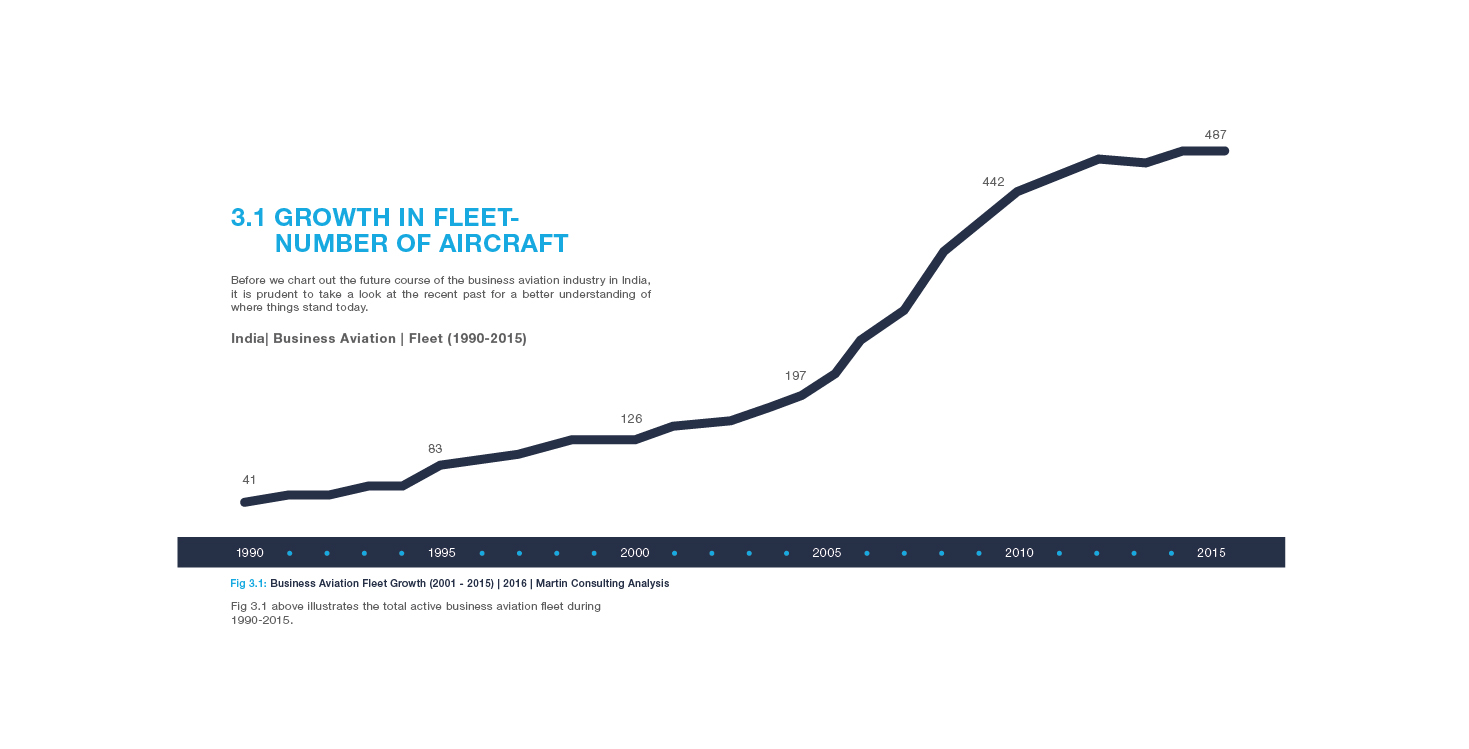 487
442
3.1 GROWTH IN FLEET-
NUMBER OF AIRCRAFT
Before we chart out the future course of the business aviation industry in India,
it is prudent to take a look at the recent past for a better understanding of
where things stand today.
India| Business Aviation | Fleet (1990-2015)
197
126
83
41
1990 1995 2000 2005 2010 2015
Fig 3.1: Business Aviation Fleet Growth (2001 - 2015) | 2016 | Martin Consulting Analysis
Fig 3.1 above illustrates the total active business aviation fleet during
1990-2015.